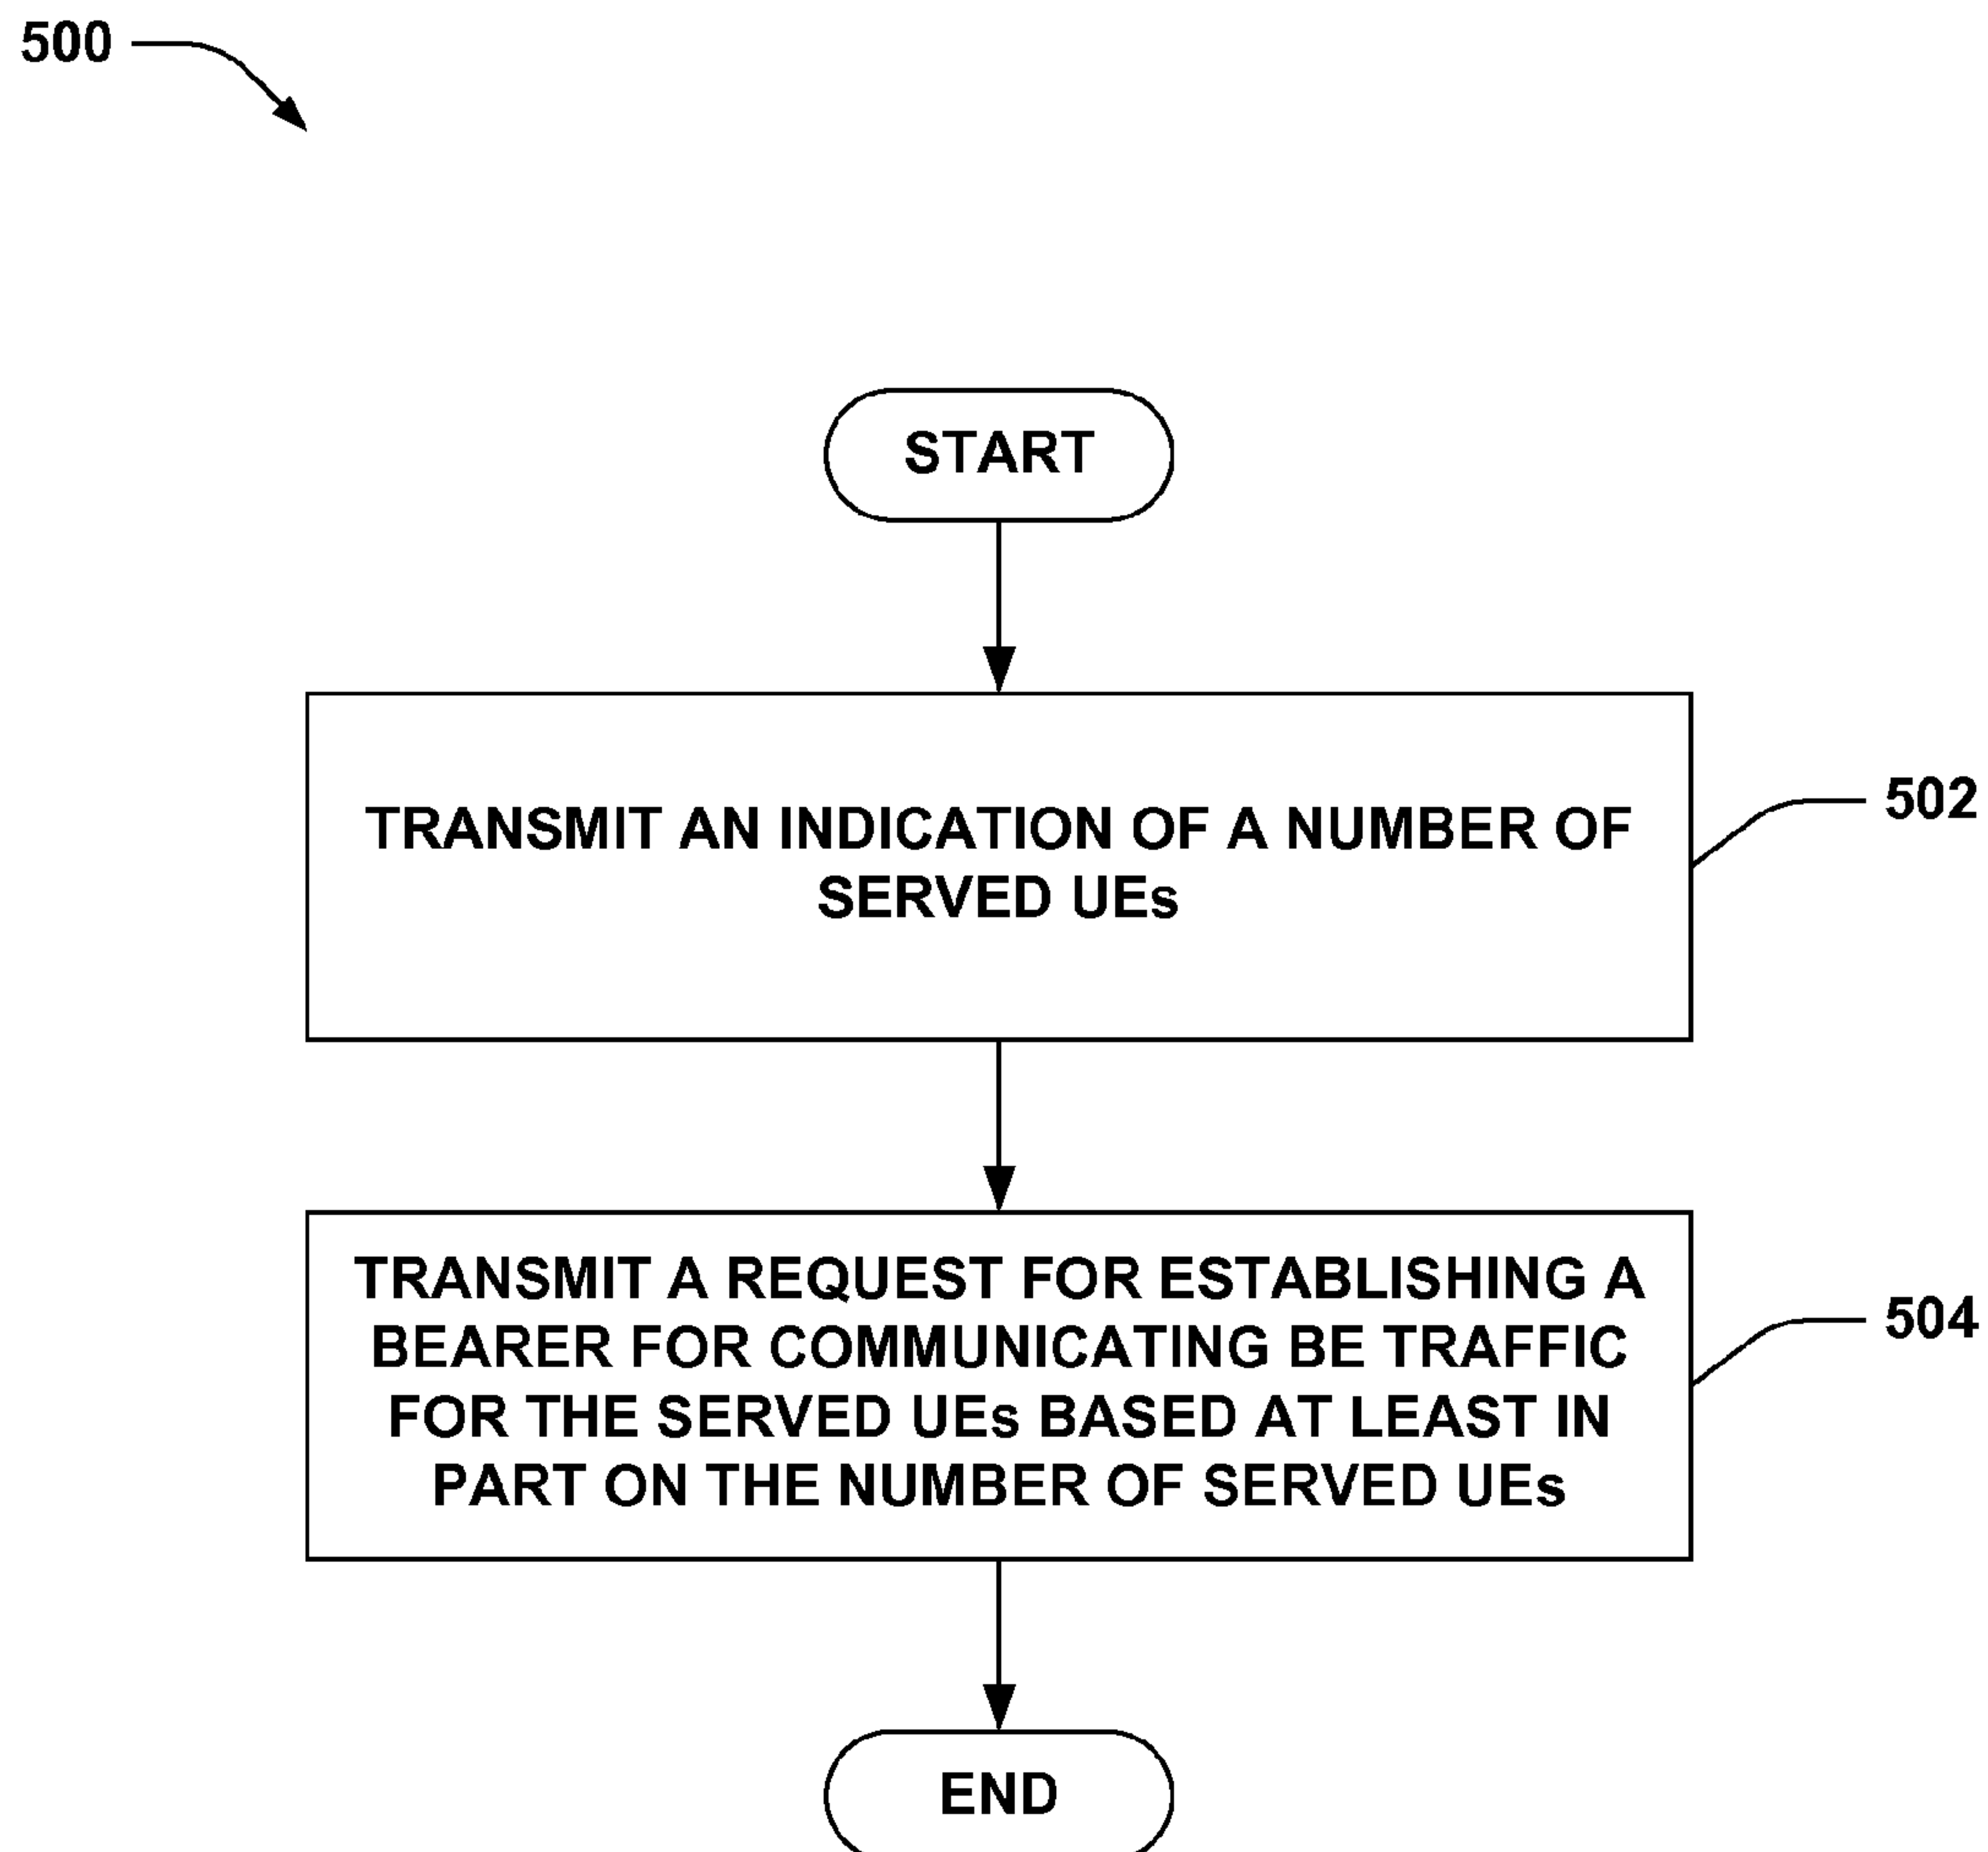 500
START
TRANSMIT AN INDICATION OF A NUMBER OF
SERVED UEs
502
TRANSMIT A REQUEST FOR ESTABLISHING A
BEARER FOR COMMUNICATING BE TRAFFIC
FOR THE SERVED UEs BASED AT LEAST IN
PART ON THE NUMBER OF SERVED UEs
504
END